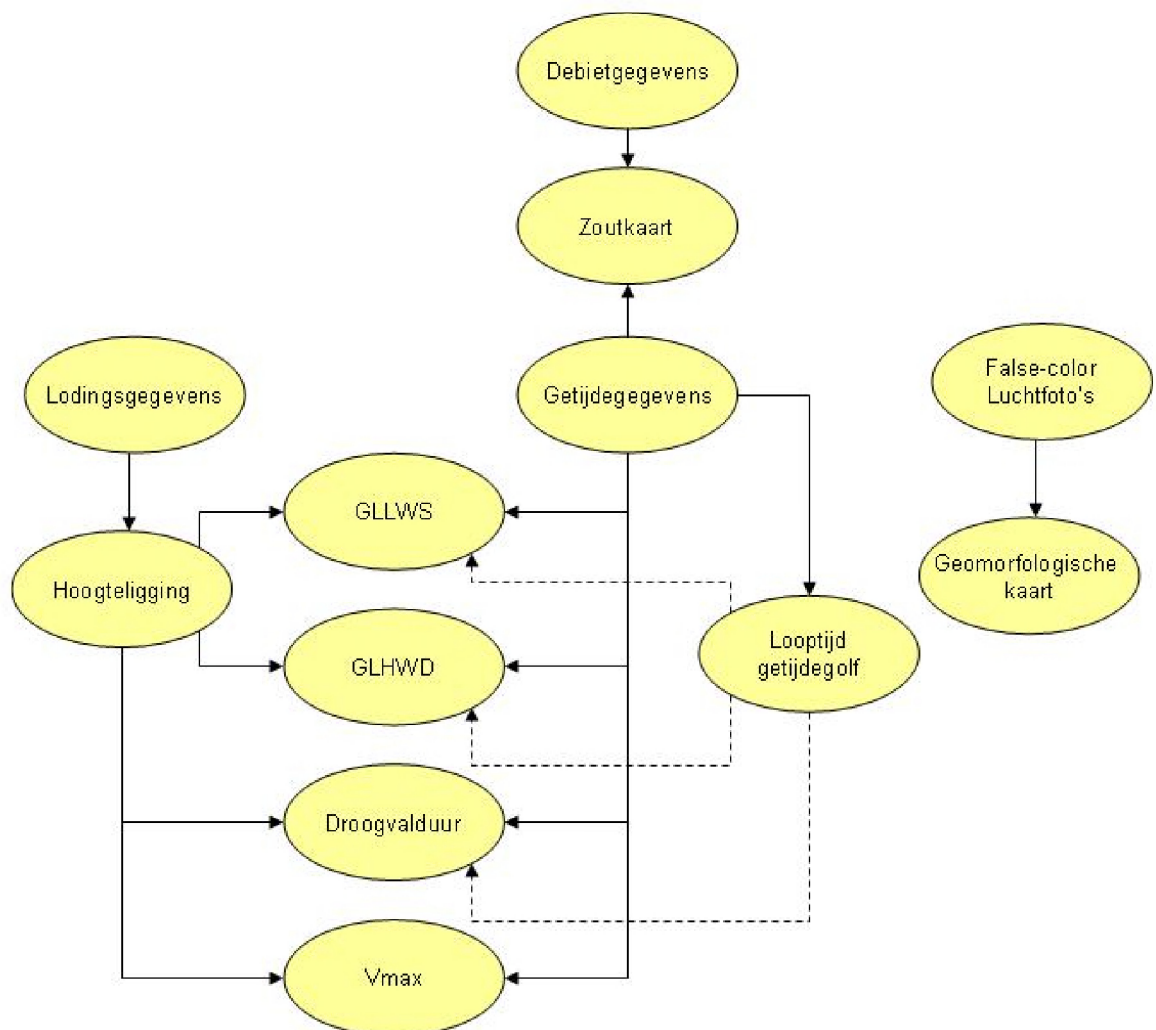 Debietgegevens
Zoutkaart
Lodingsgegevens
Getijdegegevens
False-color
Luchtfoto's
GLLWS
Hoogteligging
Geomorfologische
kaart
GLHWD
Looptijd
getijdegolf
Droogvalduur
Vmax